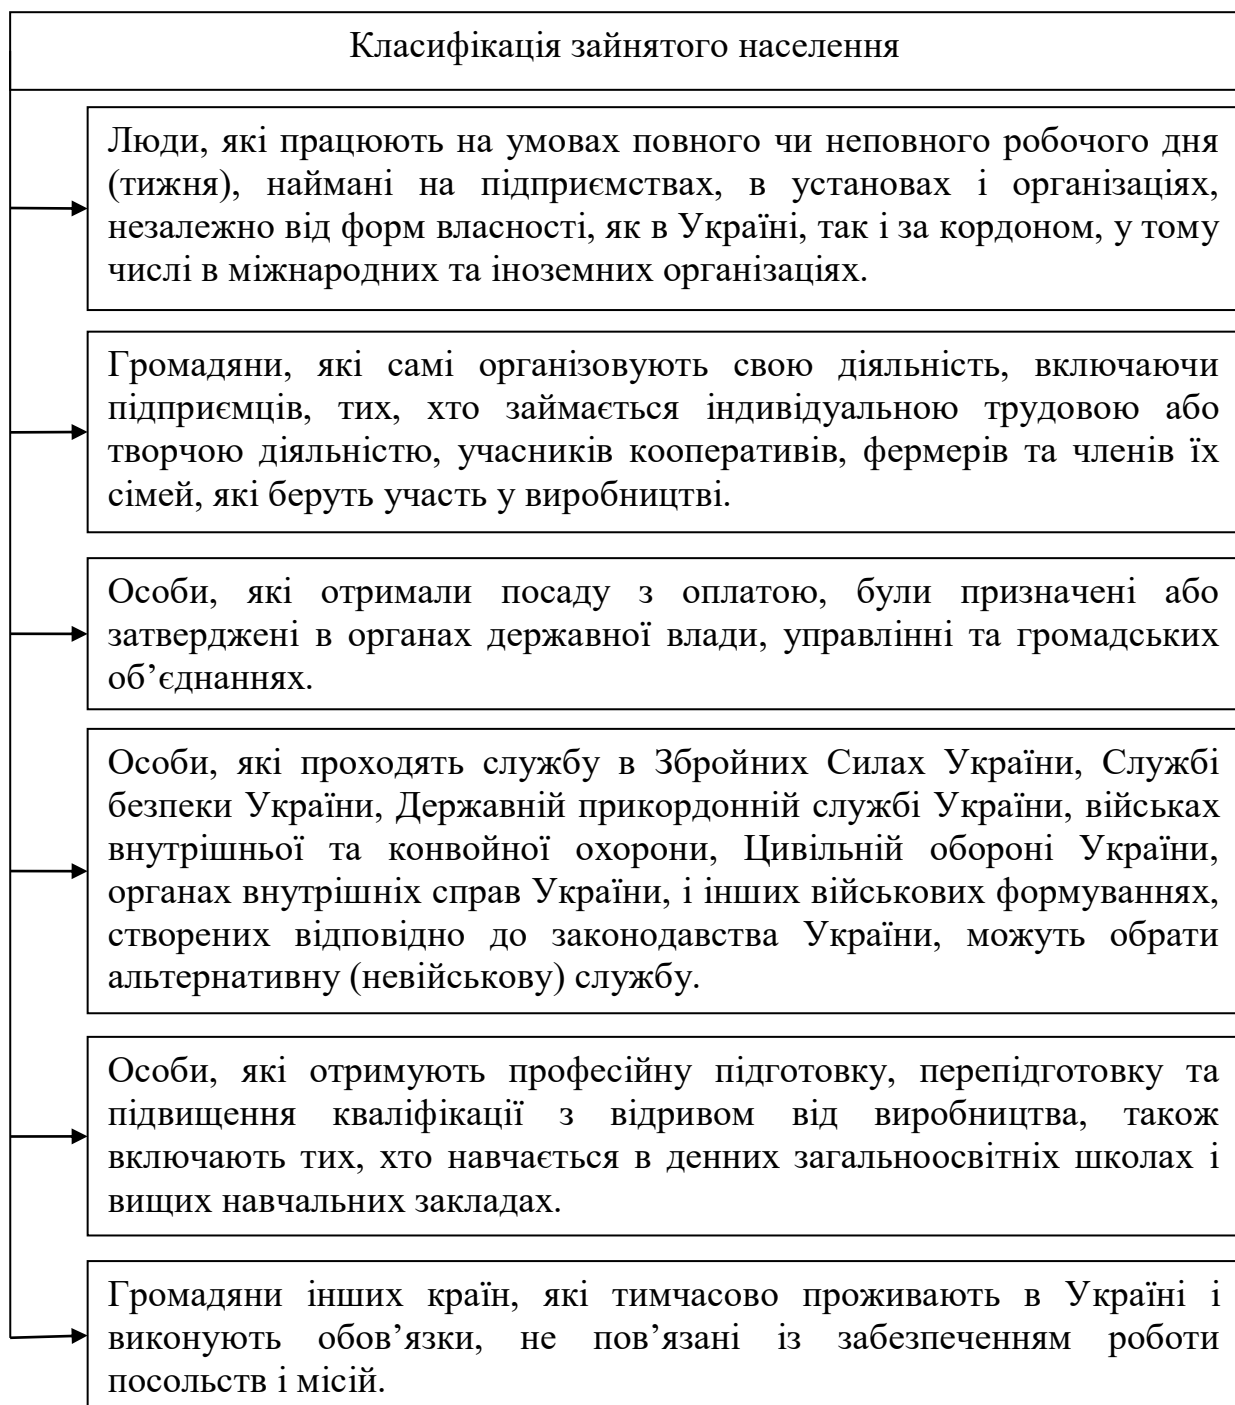 Класифікація зайнятого населення
Люди, які працюють на умовах повного чи неповного робочого дня
(тижня), наймані на підприємствах, в установах і організаціях,
незалежно від форм власності, як в Україні, так і за кордоном, у тому
числі в міжнародних та іноземних організаціях.
Громадяни, які самі організовують свою діяльність, включаючи
підприємців, тих, хто займається індивідуальною трудовою або
творчою діяльністю, учасників кооперативів, фермерів та членів їх
сімей, які беруть участь у виробництві.
Особи, які отримали посаду з оплатою, були призначені або
затверджені в органах державної влади, управлінні та громадських
об’єднаннях.
Особи, які проходять службу в Збройних Силах України, Службі
безпеки України, Державній прикордонній службі України, військах
внутрішньої та конвойної охорони, Цивільній обороні України,
органах внутрішніх справ України, і інших військових формуваннях,
створених відповідно до законодавства України, можуть обрати
альтернативну (невійськову) службу.
Особи, які отримують професійну підготовку, перепідготовку та
підвищення кваліфікації з відривом від виробництва, також
включають тих, хто навчається в денних загальноосвітніх школах і
вищих навчальних закладах.
Громадяни інших країн, які тимчасово проживають в Україні і
виконують обов’язки, не пов’язані із забезпеченням роботи
посольств і місій.